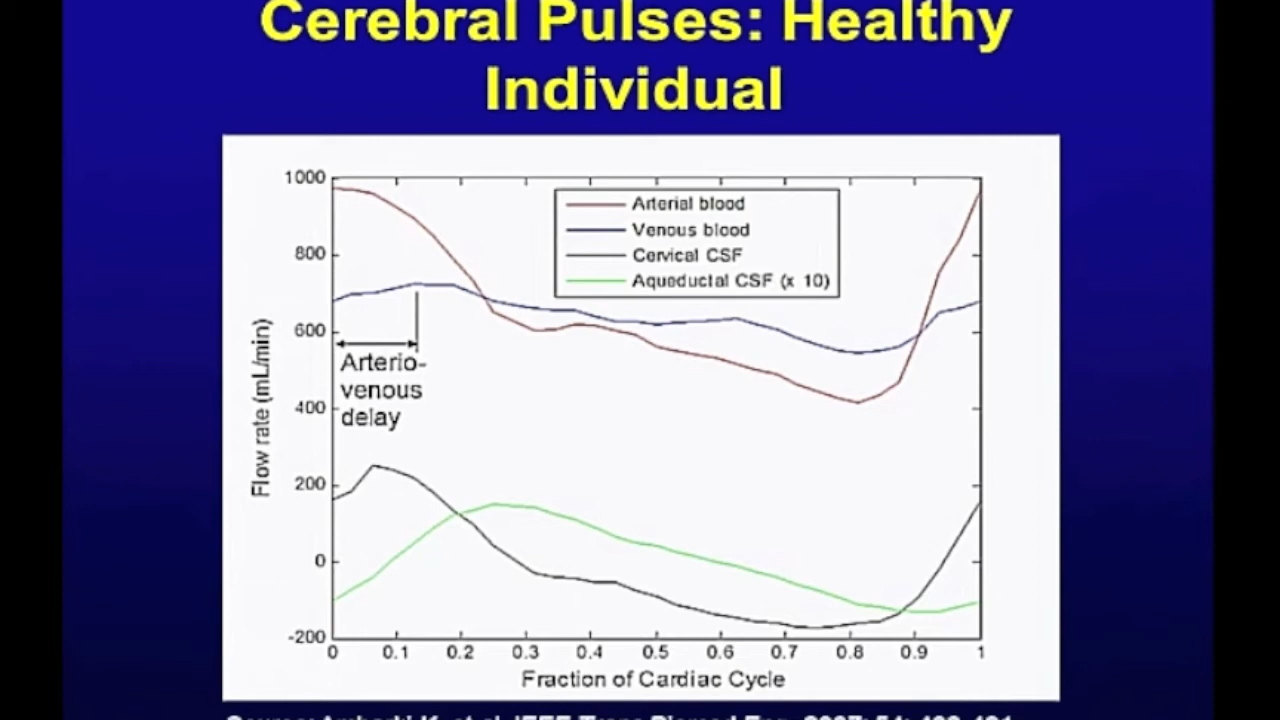 Cerebral Pulses: Healthy
Individual
1000
800
600
400
200
0
-200
Flow rate (mL/min)
Arterial blood
Venous blood
Cervical CSF
Aqueductal CSF (x 10)
Arterio-
venous
delay
0 0.1 0.2 0.3 0.4 0.5 0.6 0.7 0.8 0.9 1
Fraction of Cardiac Cycle